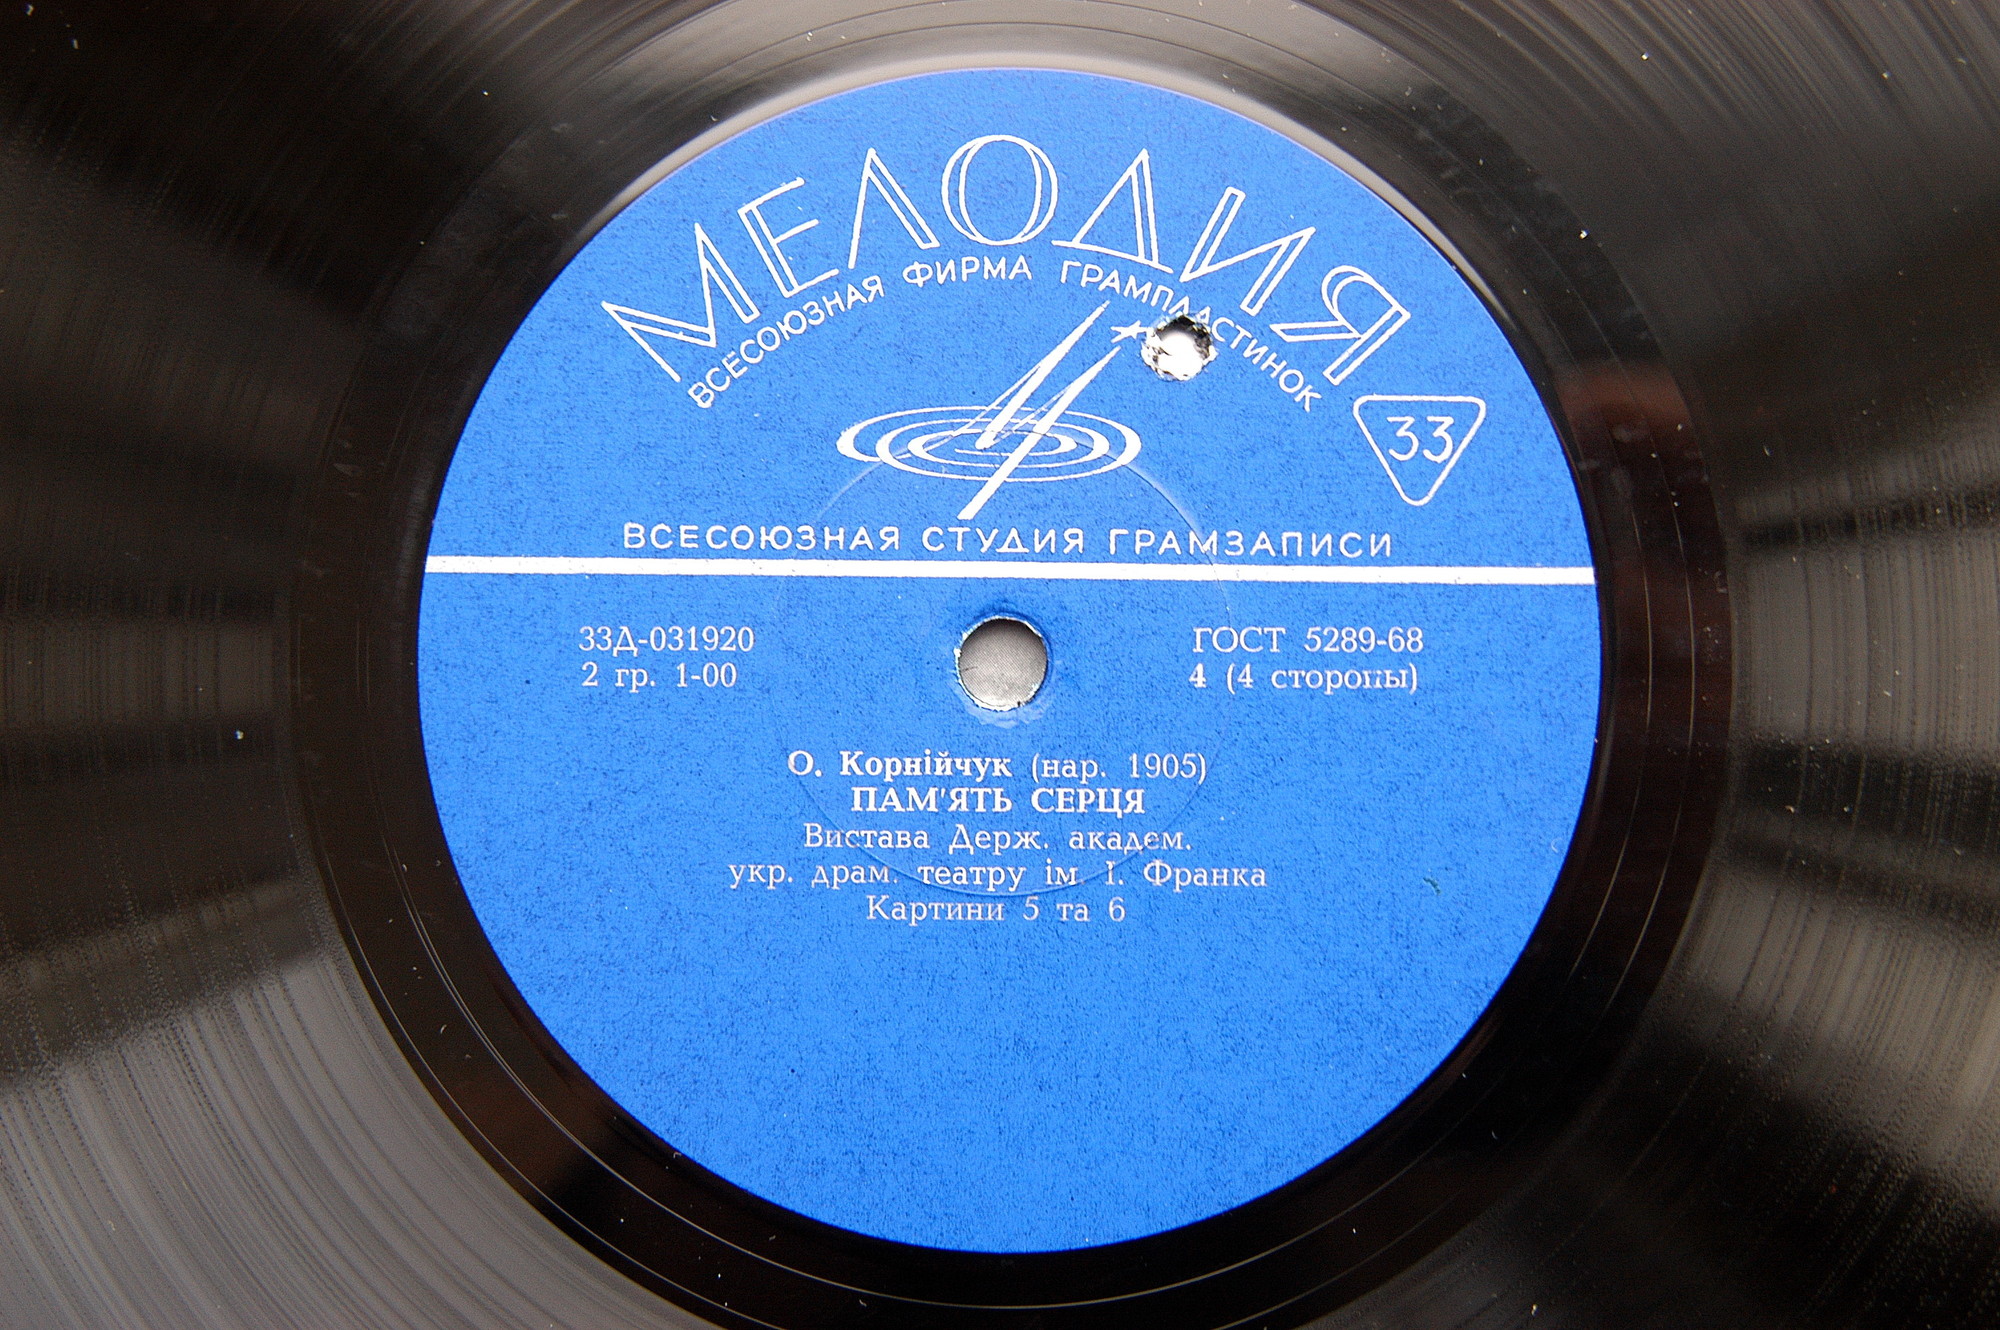 МЕЛОДИЯ
ВСЕСОЮЗНАЯ ФИРМА ГРАМПЛАСТИНОК
33
ВСЕСОЮЗНАЯ СТУДИЯ ГРАМЗАПИСИ
33Д-031920
2 гр. 1-00
ГОСТ 5289-68
4 (4 стороны)
О. Корнійчук (нар. 1905)
ПАМ'ЯТЬ СЕРЦЯ
Вистава Держ. академ.
укр. драм. театру ім. І. Франка
Картини 5 та 6